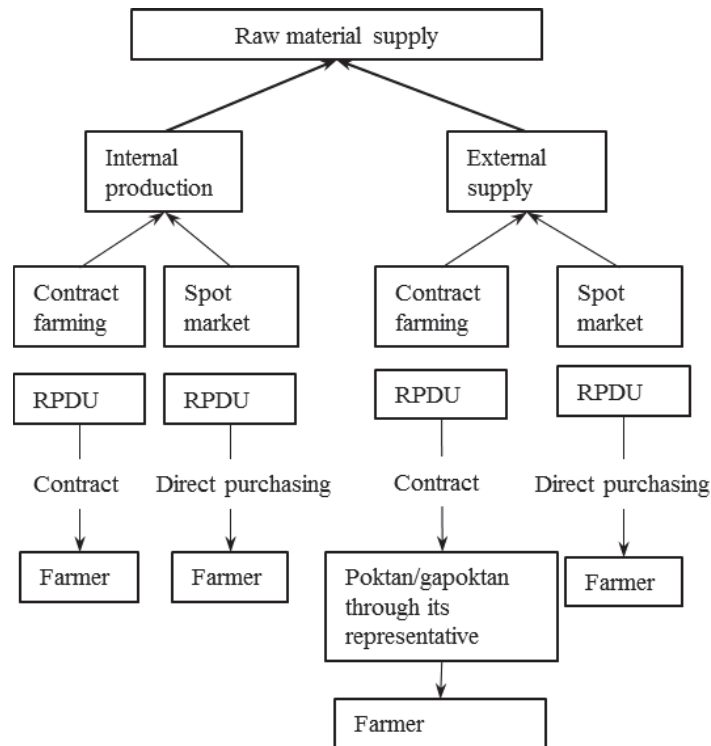 Raw material supply
Internal
production
External
supply
Contract
farming
Spot
market
Contract
farming
Spot
market
RPDU
RPDU
RPDU
RPDU
Contract
Direct purchasing
Contract
Direct purchasing
Farmer
Farmer
Poktan/gapoktan
through its
representative
Farmer
Farmer